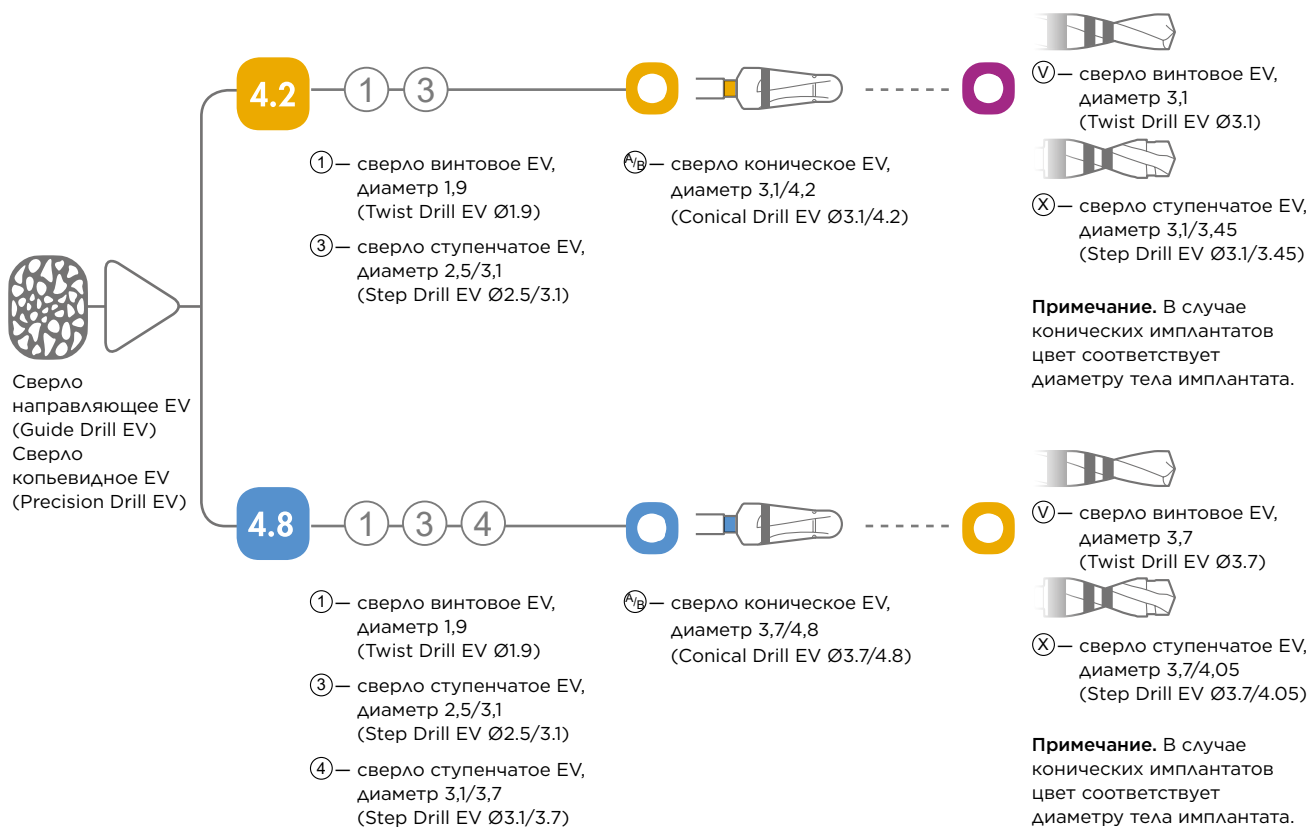 Сверло
направляющее EV
(Guide Drill EV)
Сверло
копьевидное EV
(Precision Drill EV)
4.2
1
3
① — сверло винтовое EV,
диаметр 1,9
(Twist Drill EV Ø1.9)
③ — сверло ступенчатое EV,
диаметр 2,5/3,1
(Step Drill EV Ø2.5/3.1)
A/B — сверло коническое EV,
диаметр 3,1/4,2
(Conical Drill EV Ø3.1/4.2)
Ⓥ — сверло винтовое EV,
диаметр 3,1
(Twist Drill EV Ø3.1)
Ⓧ — сверло ступенчатое EV,
диаметр 3,1/3,45
(Step Drill EV Ø3.1/3.45)
Примечание. В случае
конических имплантатов
цвет соответствует
диаметру тела имплантата.
4.8
1
3
4
① — сверло винтовое EV,
диаметр 1,9
(Twist Drill EV Ø1.9)
③ — сверло ступенчатое EV,
диаметр 2,5/3,1
(Step Drill EV Ø2.5/3.1)
④ — сверло ступенчатое EV,
диаметр 3,1/3,7
(Step Drill EV Ø3.1/3.7)
A/B — сверло коническое EV,
диаметр 3,7/4,8
(Conical Drill EV Ø3.7/4.8)
Ⓥ — сверло винтовое EV,
диаметр 3,7
(Twist Drill EV Ø3.7)
Ⓧ — сверло ступенчатое EV,
диаметр 3,7/4,05
(Step Drill EV Ø3.7/4.05)
Примечание. В случае
конических имплантатов
цвет соответствует
диаметру тела имплантата.